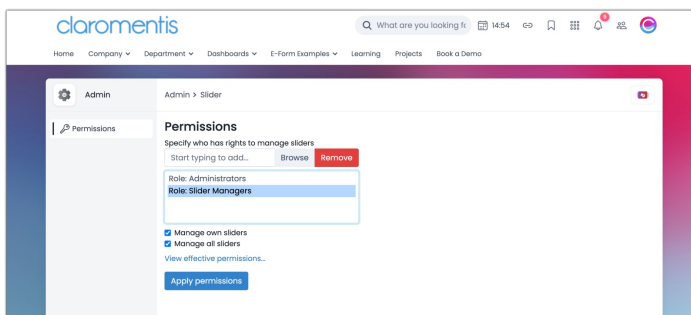 claromentis
What are you looking fo
14:54
9
Home Company Department Dashboards E-Form Examples Learning Projects Book a Demo
Admin
Admin > Slider
Permissions
Permissions
Specify who has rights to manage sliders
Start typing to add... Browse Remove
Role: Administrators
Role: Slider Managers
Manage own sliders
Manage all sliders
View effective permissions...
Apply permissions